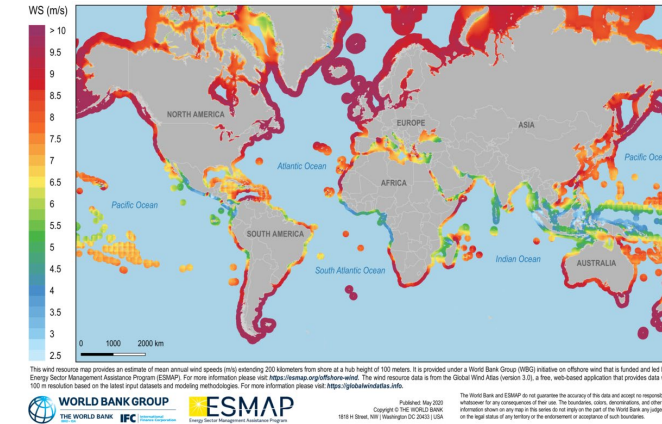 WS (m/s)
> 10
9.5
9
8.5
8
7.5
7
6.5
6
5.5
5
4.5
4
3.5
3
2.5
NORTH AMERICA
EUROPE
ASIA
Pacific Oce
Atlantic Ocean
AFRICA
Pacific Ocean
SOUTH AMERICA
Indian Ocean
South Atlantic Ocean
AUSTRALIA
0 1000 2000 km
This wind resource map provides an estimate of mean annual wind speeds (m/s) extending 200 kilometers from shore at a hub height of 100 meters. It is provided under a World Bank Group (WBG) initiative on offshore wind that is funded and led
Energy Sector Management Assistance Program (ESMAP). For more information please visit: https://esmap.org/offshore-wind. The wind resource data is from the Global Wind Atlas (version 3.0), a free, web-based application that provides data
100 m resolution based on the latest input datasets and modeling methodologies. For more information please visit: https://globalwindatlas.info.
WORLD BANK GROUP
THE WORLD BANK IFC International Finance Corporation
ESMAP
Energy Sector Management Assistance Program
Published: May 2020
Copyright © THE WORLD BANK
1818 H Street, NW | Washington DC 20433 | USA
The World Bank and ESMAP do not guarantee the accuracy of this data and accept no responsib
whatsoever for any consequences of their use. The boundaries, colors, denominations, and other
information shown on any map in this series do not imply on the part of the World Bank any judge
on the legal status of any territory or the endorsement or acceptance of such boundaries.